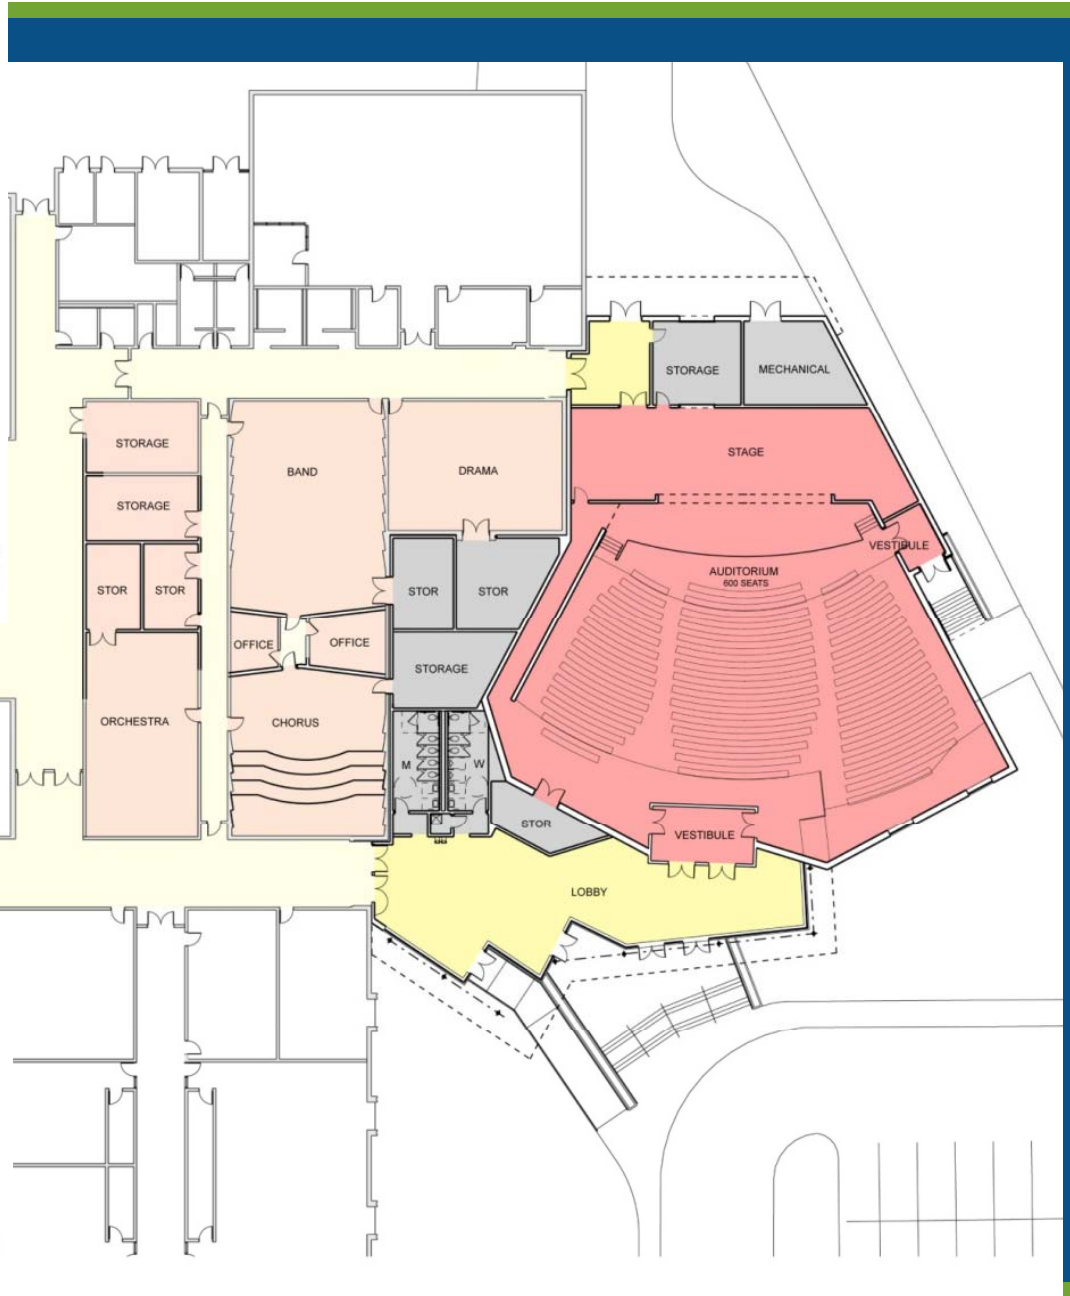 STORAGE
MECHANICAL
STORAGE
BAND
DRAMA
STAGE
STORAGE
VESTIBULE
AUDITORIUM
600 SEATS
STOR
STOR
STOR
STOR
OFFICE
OFFICE
STORAGE
ORCHESTRA
CHORUS
M
W
STOR
VESTIBULE
LOBBY